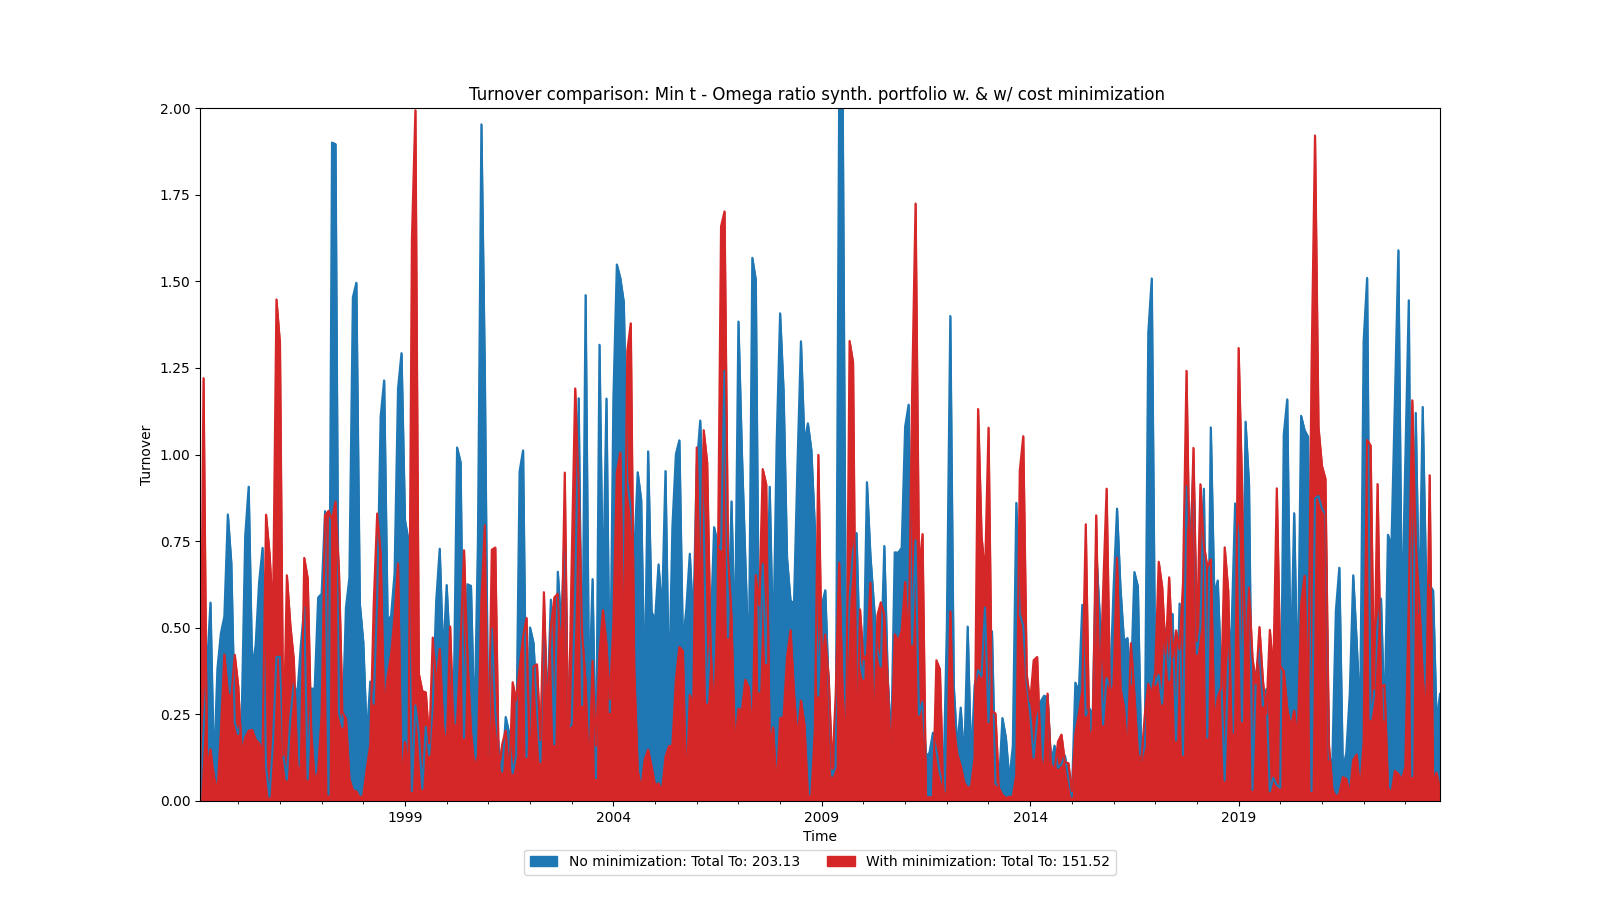 Turnover comparison: Min t - Omega ratio synth. portfolio w. & w/ cost minimization
2.00
1.75
1.50
1.25
1.00
0.75
0.50
0.25
0.00
Turnover
1999 2004 2009 2014 2019
Time
No minimization: Total To: 203.13 With minimization: Total To: 151.52